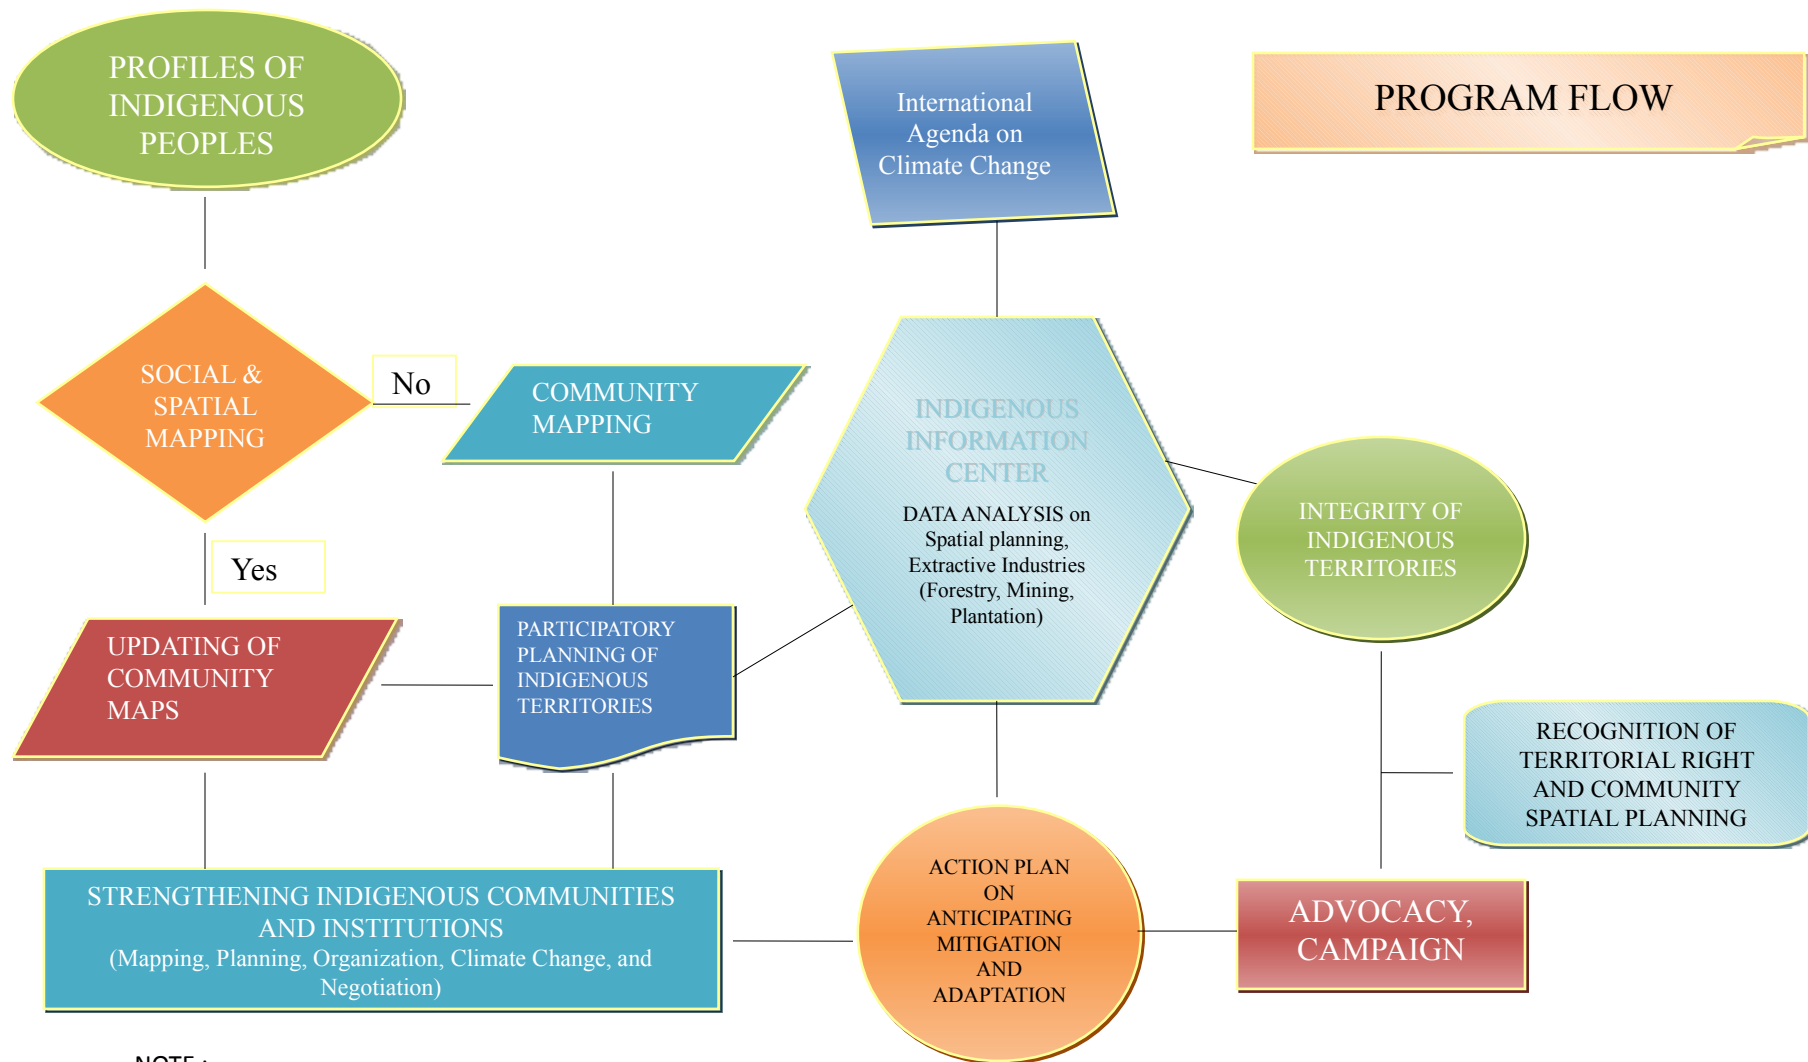 PROFILES OF
INDIGENOUS
PEOPLES
International
Agenda on
Climate Change
PROGRAM FLOW
SOCIAL &
SPATIAL
MAPPING
No
COMMUNITY
MAPPING
INDIGENOUS
INFORMATION
CENTER
DATA ANALYSIS on
Spatial planning,
Extractive Industries
(Forestry, Mining,
Plantation)
INTEGRITY OF
INDIGENOUS
TERRITORIES
Yes
UPDATING OF
COMMUNITY
MAPS
PARTICIPATORY
PLANNING OF
INDIGENOUS
TERRITORIES
RECOGNITION OF
TERRITORIAL RIGHT
AND COMMUNITY
SPATIAL PLANNING
STRENGTHENING INDIGENOUS COMMUNITIES
AND INSTITUTIONS
(Mapping, Planning, Organization, Climate Change, and
Negotiation)
ACTION PLAN
ON
ANTICIPATING
MITIGATION
AND
ADAPTATION
ADVOCACY,
CAMPAIGN
NOTE :